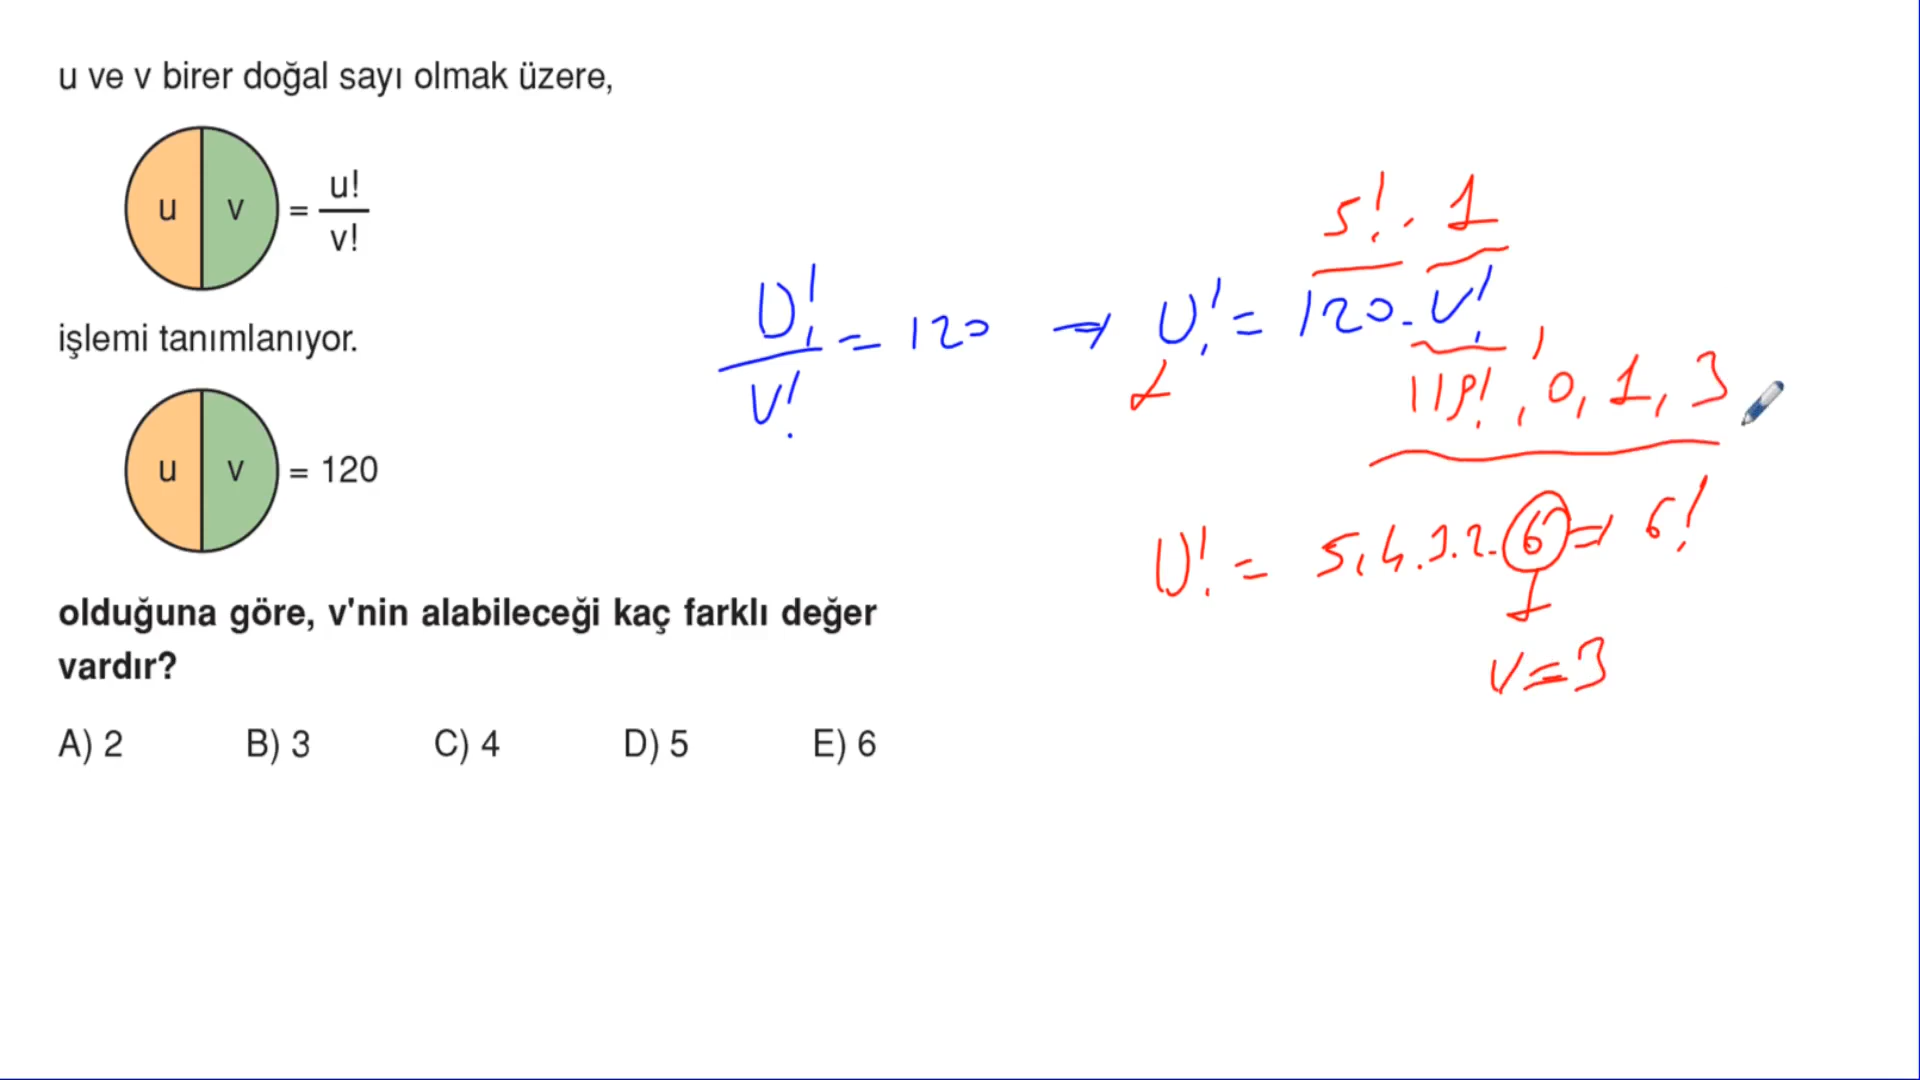 u ve v birer doğal sayı olmak üzere,
u v = u!/v!
işlemi tanımlanıyor.
u v = 120
olduğuna göre, v'nin alabileceği kaç farklı değer
vardır?
A) 2 B) 3 C) 4 D) 5 E) 6
5! . 1
U!/V! = 120 ⇒ U! = 120 . V!
119! , 0, 1, 3
U! = 5.4.3.2.6 ⇒ 6!
V = 3